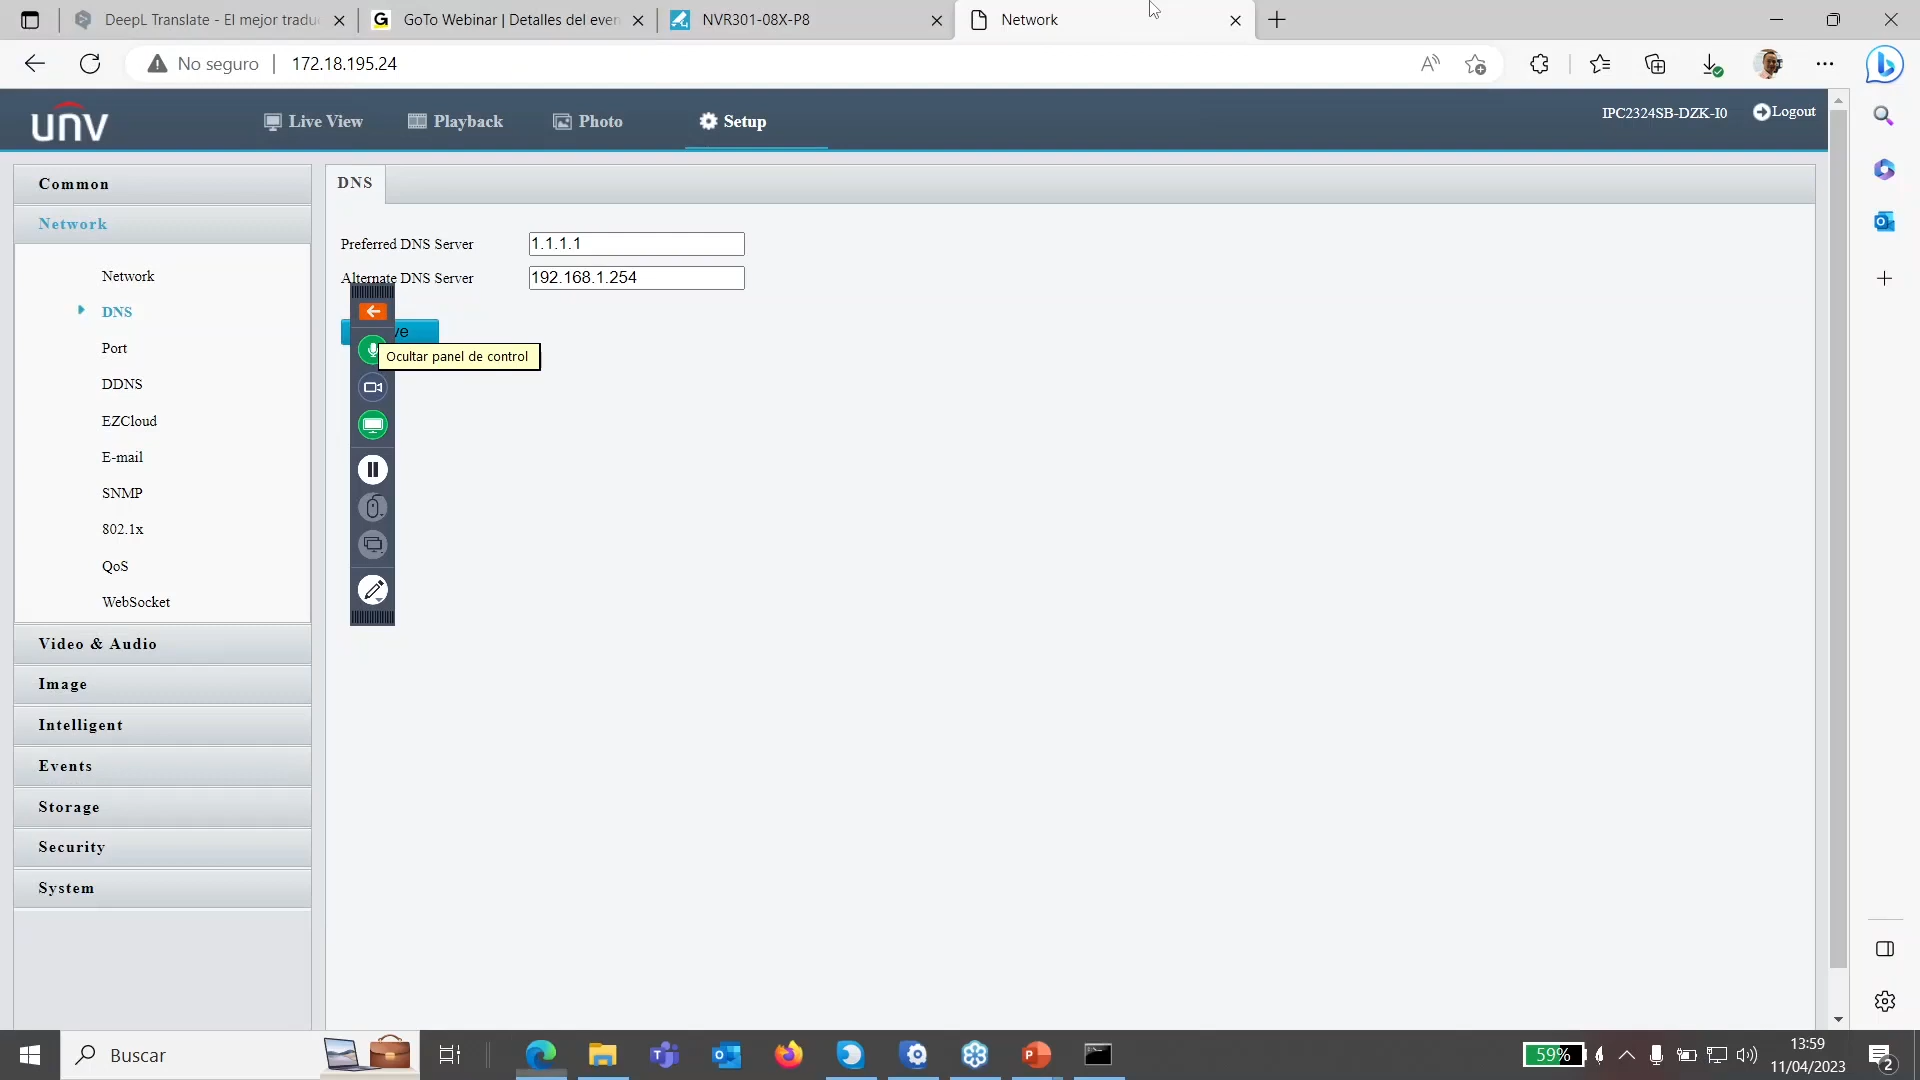 DeepL Translate - El mejor tradu
GoTo Webinar | Detalles del even
NVR301-08X-P8
Network
No seguro
172.18.195.24
unv
Live View
Playback
Photo
Setup
IPC2324SB-DZK-I0
Logout
Common
Network
Network
DNS
Port
DDNS
EZCloud
E-mail
SNMP
802.1x
QoS
WebSocket
Video & Audio
Image
Intelligent
Events
Storage
Security
System
DNS
Preferred DNS Server
1.1.1.1
Alternate DNS Server
192.168.1.254
ve
Ocultar panel de control
Buscar
59%
13:59
11/04/2023
2